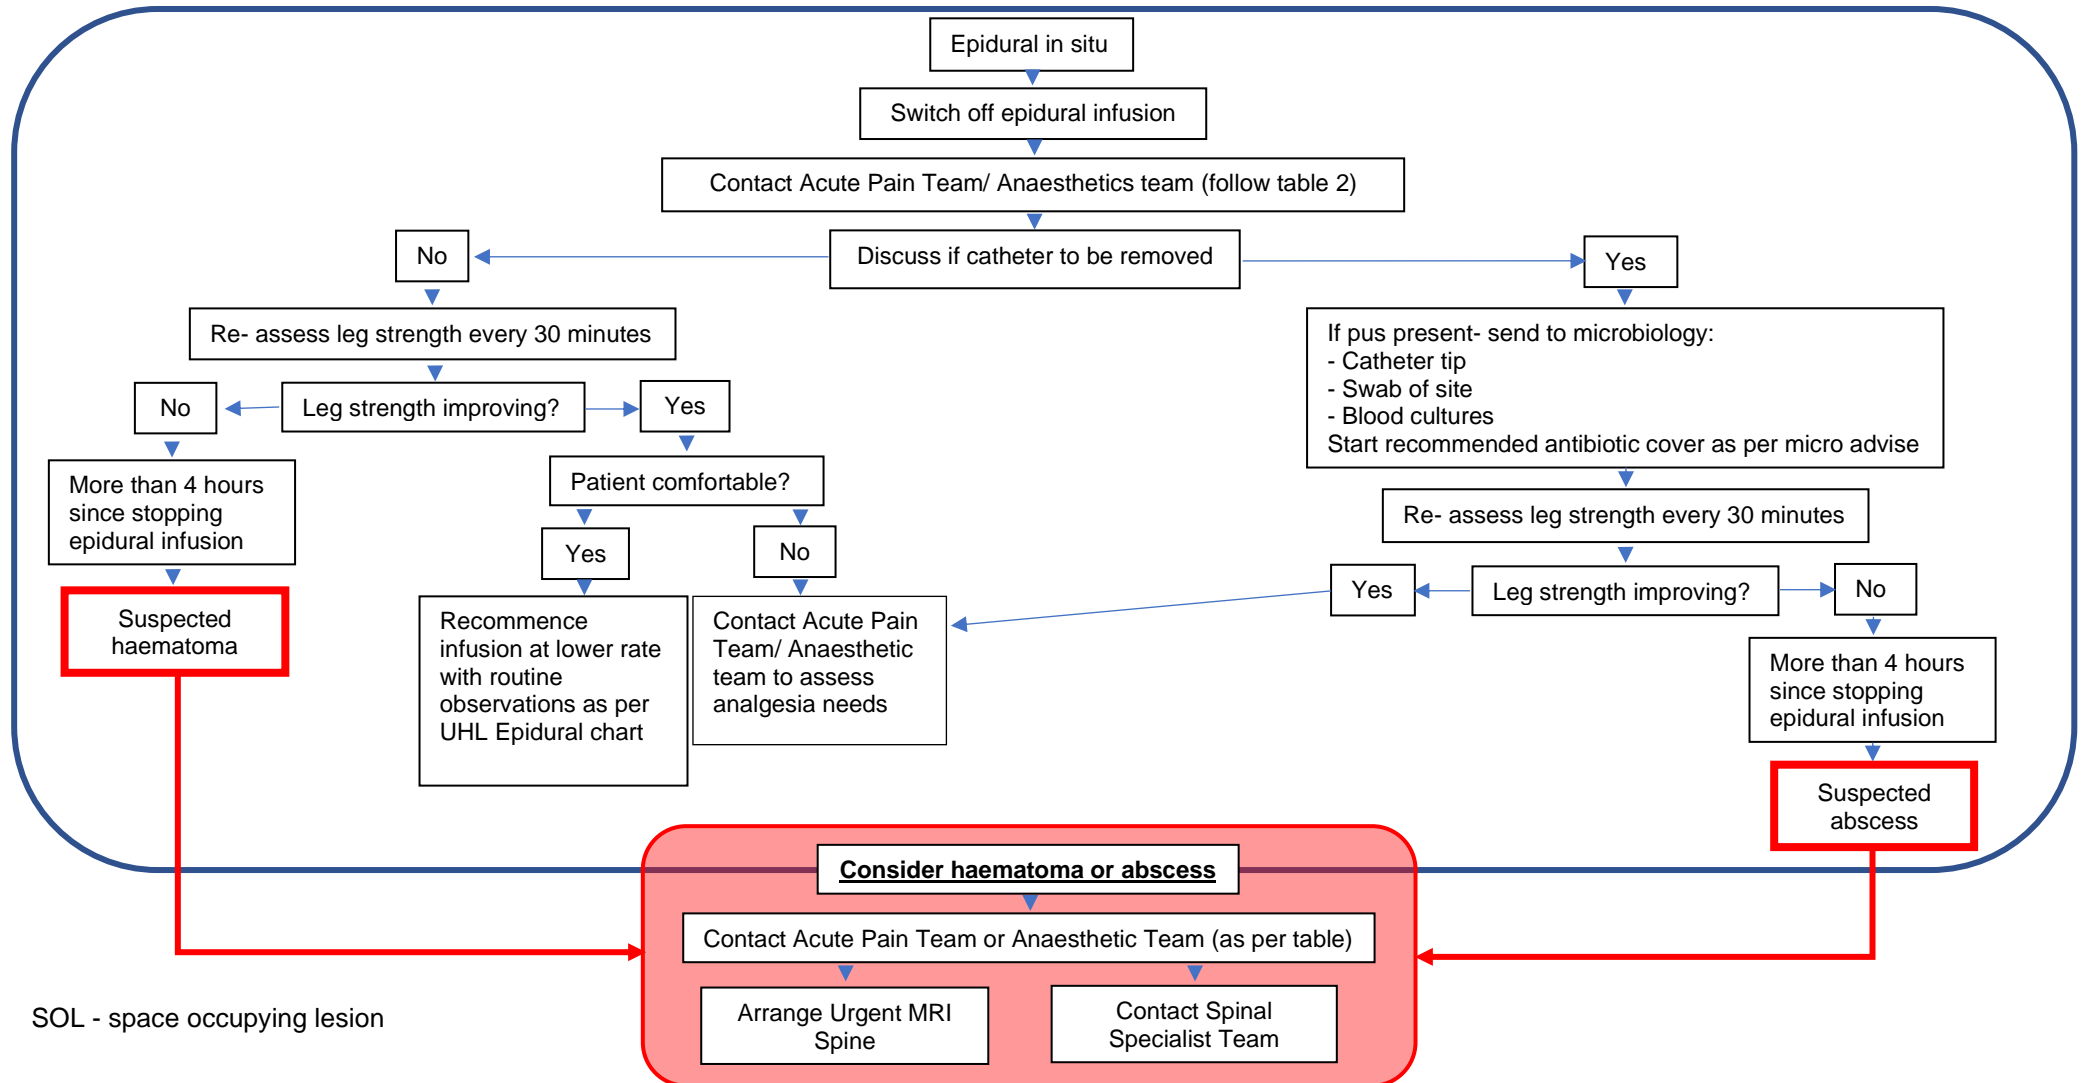 Epidural in situ
Switch off epidural infusion
Contact Acute Pain Team/ Anaesthetics team (follow table 2)
Discuss if catheter to be removed
No
Yes
Re- assess leg strength every 30 minutes
Leg strength improving?
No
Yes
More than 4 hours
since stopping
epidural infusion
Suspected
haematoma
Patient comfortable?
Yes
No
Recommence
infusion at lower rate
with routine
observations as per
UHL Epidural chart
Contact Acute Pain
Team/ Anaesthetic
team to assess
analgesia needs
If pus present- send to microbiology:
- Catheter tip
- Swab of site
- Blood cultures
Start recommended antibiotic cover as per micro advise
Re- assess leg strength every 30 minutes
Yes
Leg strength improving?
No
More than 4 hours
since stopping
epidural infusion
Suspected
abscess
Consider haematoma or abscess
Contact Acute Pain Team or Anaesthetic Team (as per table)
Arrange Urgent MRI
Spine
Contact Spinal
Specialist Team
SOL - space occupying lesion